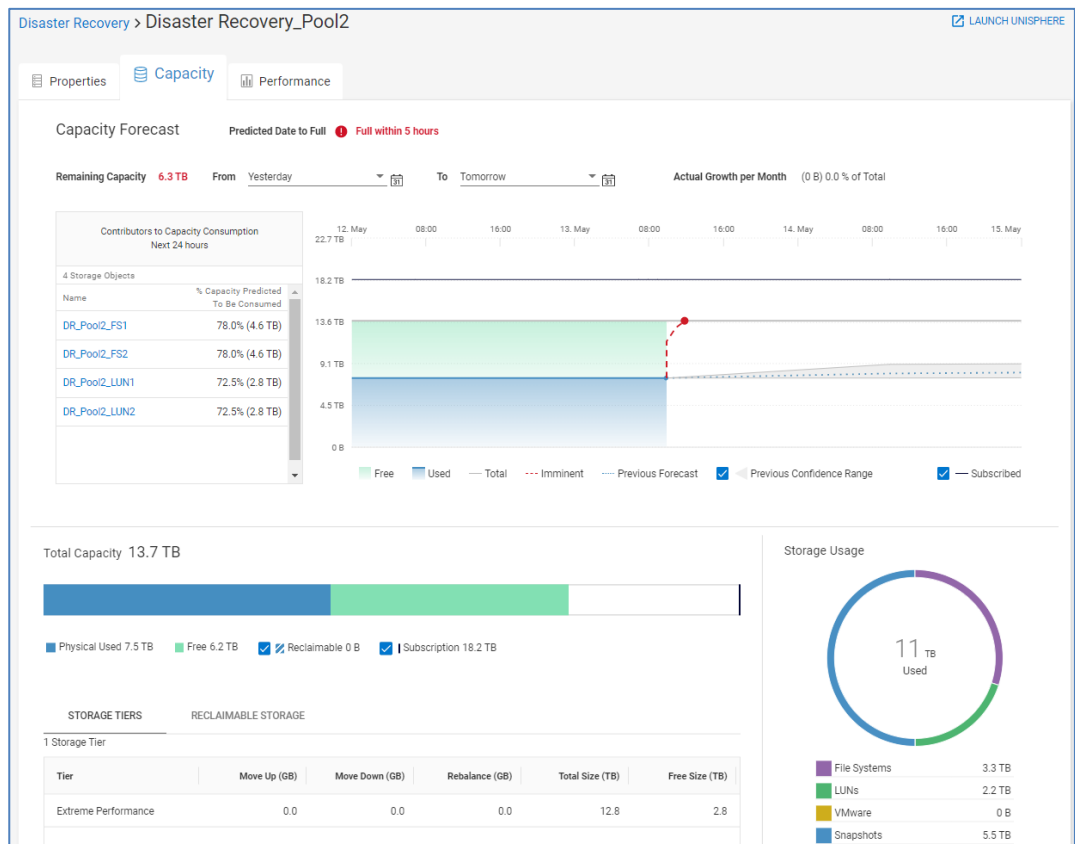 Disaster Recovery > Disaster Recovery_Pool2
LAUNCH UNISPHERE
Properties
Capacity
Performance
Capacity Forecast
Predicted Date to Full
Full within 5 hours
Remaining Capacity 6.3 TB
From Yesterday
31
To Tomorrow
31
Actual Growth per Month (0 B) 0.0 % of Total
Contributors to Capacity Consumption
Next 24 hours
4 Storage Objects
Name % Capacity Predicted
To Be Consumed
DR_Pool2_FS1 78.0% (4.6 TB)
DR_Pool2_FS2 78.0% (4.6 TB)
DR_Pool2_LUN1 72.5% (2.8 TB)
DR_Pool2_LUN2 72.5% (2.8 TB)
12. May 08:00 16:00 13. May 08:00 16:00 14. May 08:00 16:00 15. May
22.7 TB
18.2 TB
13.6 TB
9.1 TB
4.5 TB
0 B
Free Used Total Imminent Previous Forecast Previous Confidence Range Subscribed
Total Capacity 13.7 TB
Physical Used 7.5 TB Free 6.2 TB Reclaimable 0 B Subscription 18.2 TB
STORAGE TIERS RECLAIMABLE STORAGE
1 Storage Tier
Tier Move Up (GB) Move Down (GB) Rebalance (GB) Total Size (TB) Free Size (TB)
Extreme Performance 0.0 0.0 0.0 12.8 2.8
Storage Usage
11 TB
Used
File Systems 3.3 TB
LUNs 2.2 TB
VMware 0 B
Snapshots 5.5 TB